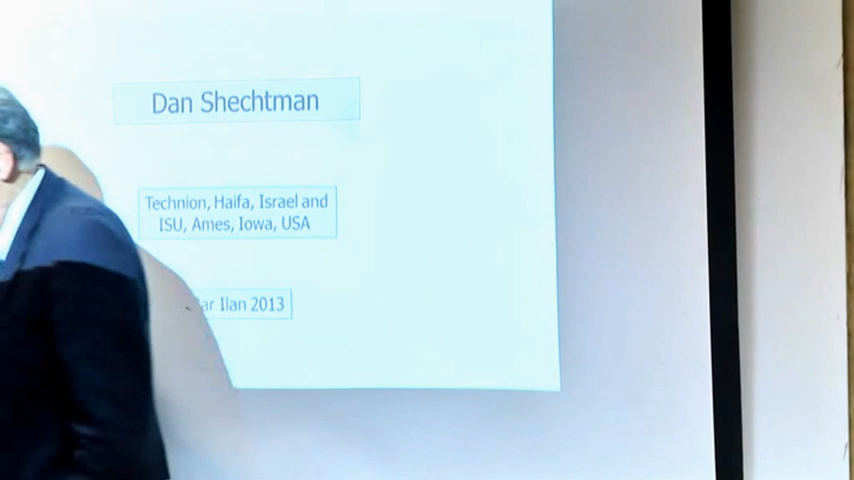 Dan Shechtman
Technion, Haifa, Israel and
ISU, Ames, Iowa, USA
Ilan 2013